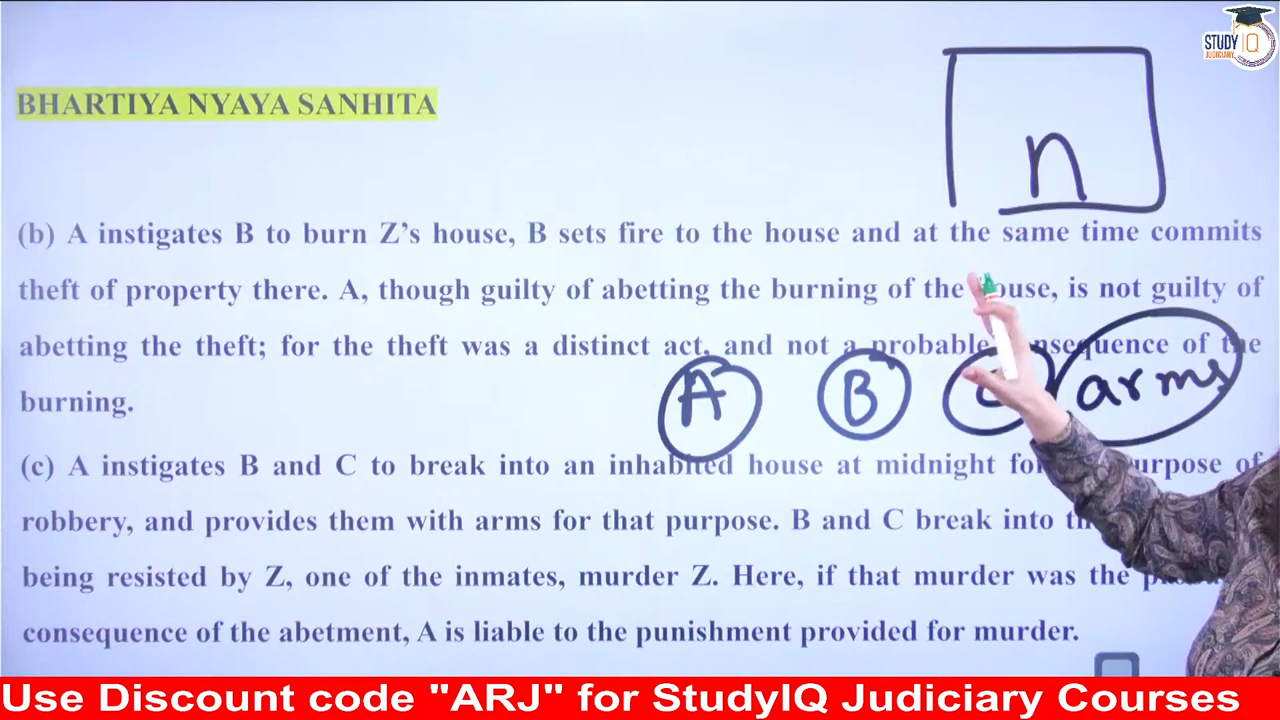 STUDY IQ
JUDICIARY
BHARTIYA NYAYA SANHITA
n
(b) A instigates B to burn Z's house, B sets fire to the house and at the same time commits
theft of property there. A, though guilty of abetting the burning of the house, is not guilty of
abetting the theft; for the theft was a distinct act, and not a probable consequence of the
burning.
A B C arms
(c) A instigates B and C to break into an inhabited house at midnight for purpose of
robbery, and provides them with arms for that purpose. B and C break into
being resisted by Z, one of the inmates, murder Z. Here, if that murder was the
consequence of the abetment, A is liable to the punishment provided for murder.
Use Discount code "ARJ" for StudyIQ Judiciary Courses